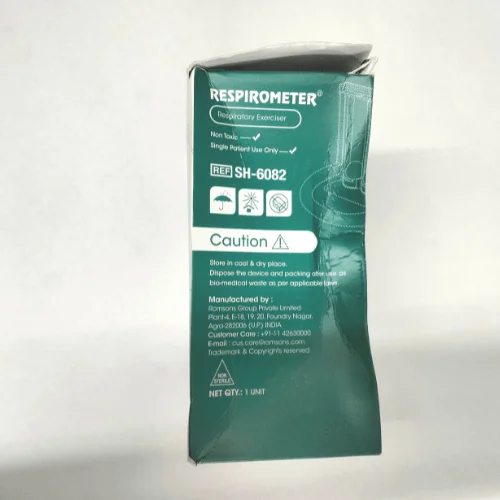 RESPIROMETER®
Respiratory Exerciser
Non Toxic
Single Patient Use Only
REF SH-6082
Caution
Store in cool & dry place.
Dispose the device and packing after use as
bio-medical waste as per applicable laws.
Manufactured by :
Romsons Group Private Limited
Plant-4, E-18, 19, 20, Foundry Nagar,
Agra-282006 (U.P.) INDIA
Customer Care : +91-11 42630000
E-mail : cus.care@romsons.com
Trademark & Copyrights reserved
NON
STERILE
NET QTY.: 1 UNIT